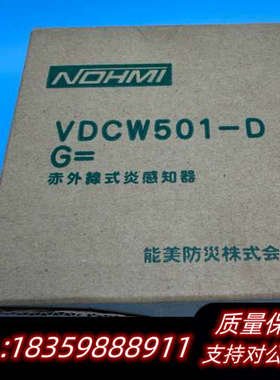 NOHMI
VDCW501-D
G=
赤外線式炎感知器
能美防災株式会
质量保
:18359888911
支持对公